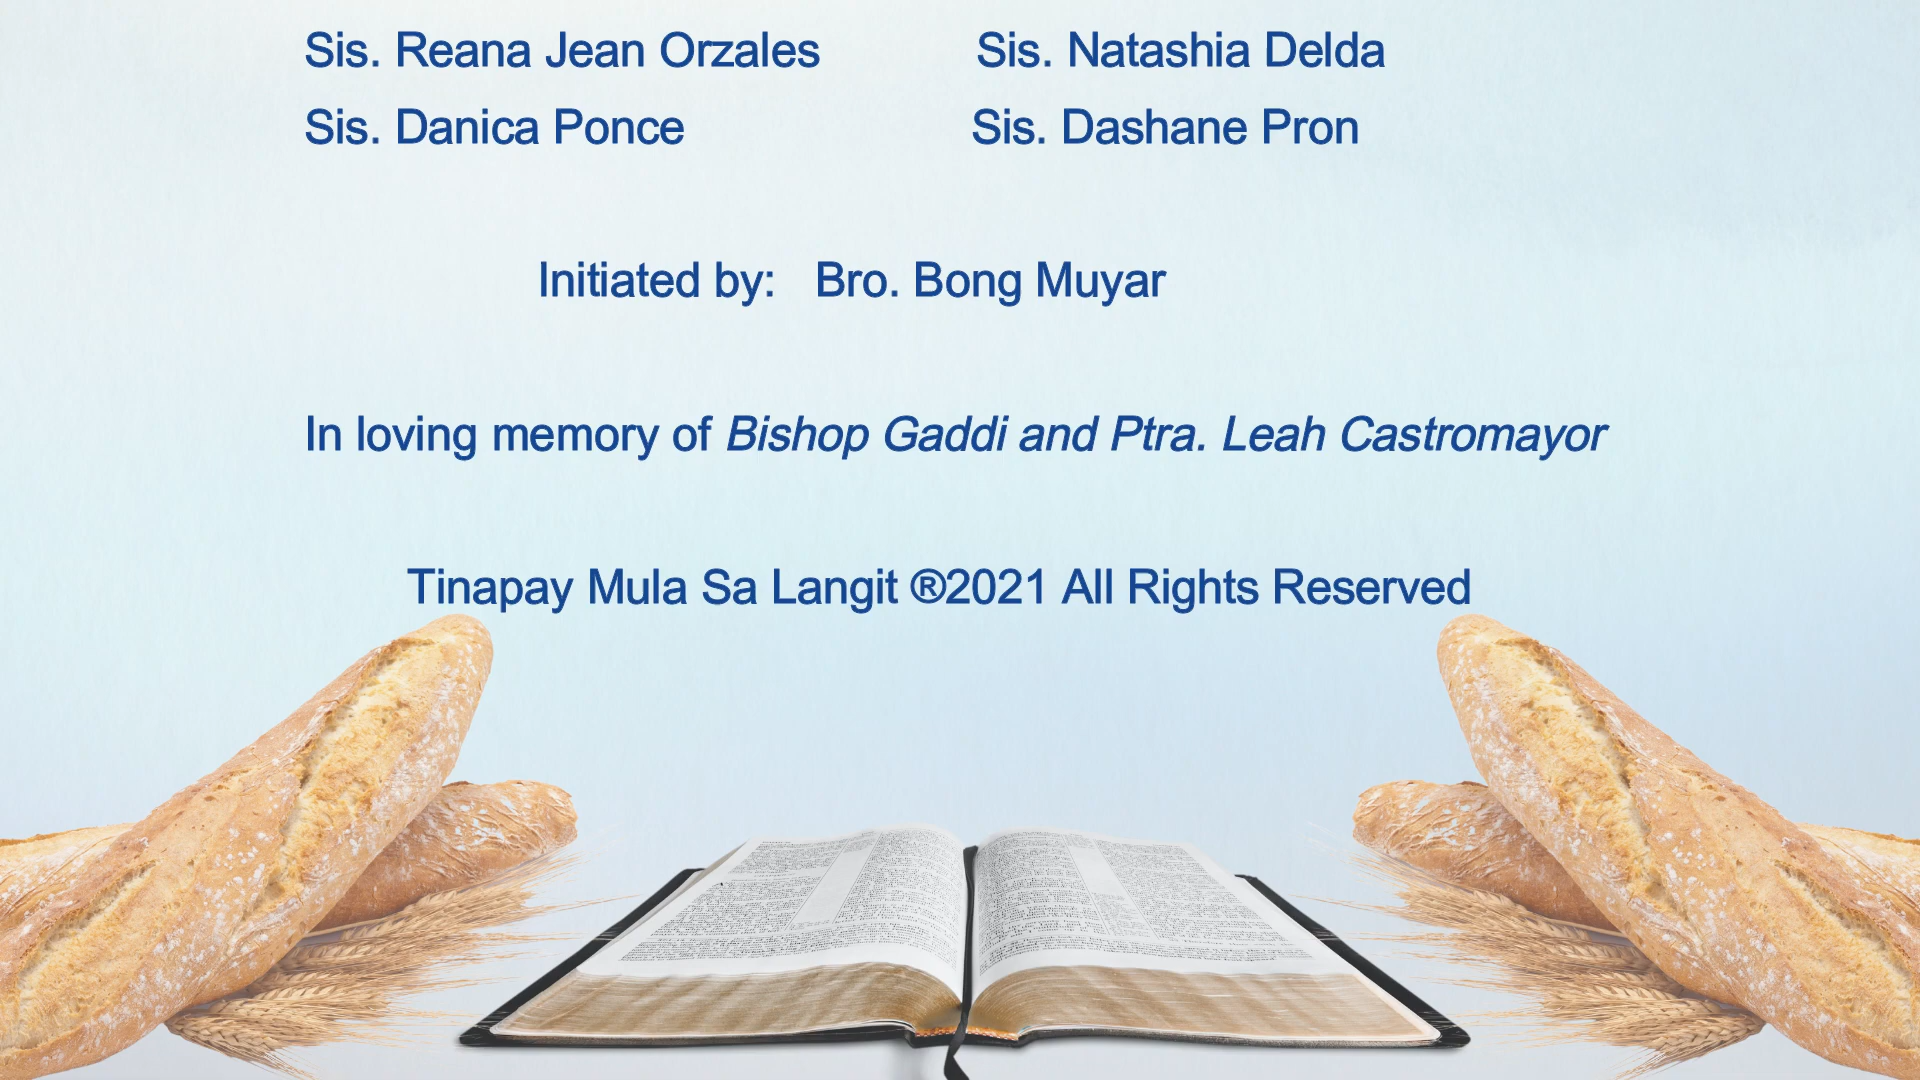 Sis. Reana Jean Orzales Sis. Natashia Delda
Sis. Danica Ponce Sis. Dashane Pron
Initiated by: Bro. Bong Muyar
In loving memory of Bishop Gaddi and Ptra. Leah Castromayor
Tinapay Mula Sa Langit ®2021 All Rights Reserved